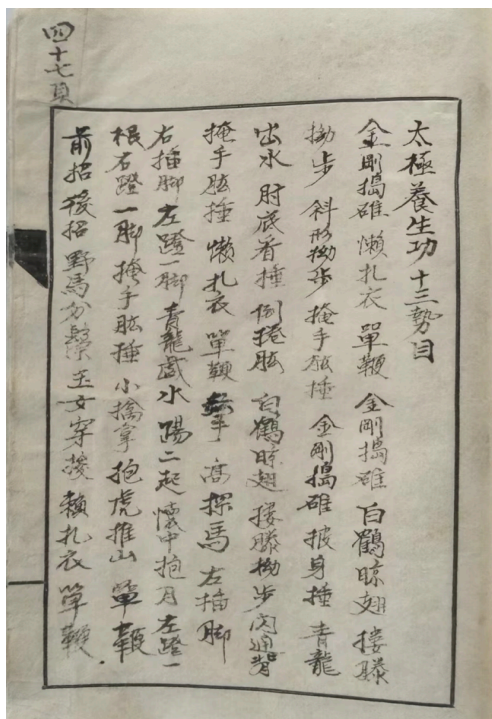 四十七頁
太極養生功十三勢目
金剛搗碓 懶扎衣 單鞭 金剛搗碓 白鶴晾翅 摟膝
拗步 斜形拗步 掩手肱捶 金剛搗碓 披身捶 青龍
出水 肘底看捶 倒捲肱 白鶴晾翅 摟膝拗步 閃通背
掩手肱捶 懶扎衣 單鞭 手 高探馬 左插脚
右插脚 左蹬一脚 青龍戲水 踢二起 懷中抱月 左蹬一
根 右蹬一脚 掩手肱捶 小擒拿 抱虎推山 單鞭
前招 後招 野馬分鬃 玉女穿梭 賴扎衣 單鞭